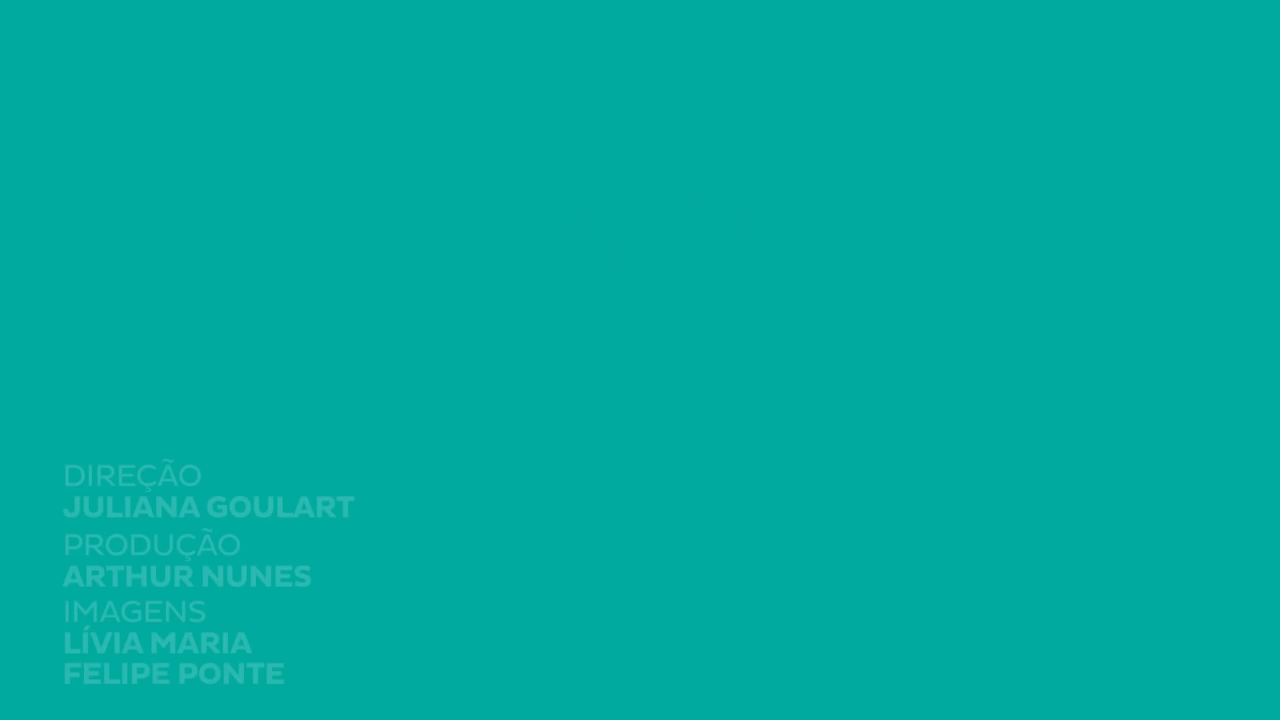 DIREÇÃO
JULIANA GOULART
PRODUÇÃO
ARTHUR NUNES
IMAGENS
LÍVIA MARIA
FELIPE PONTE